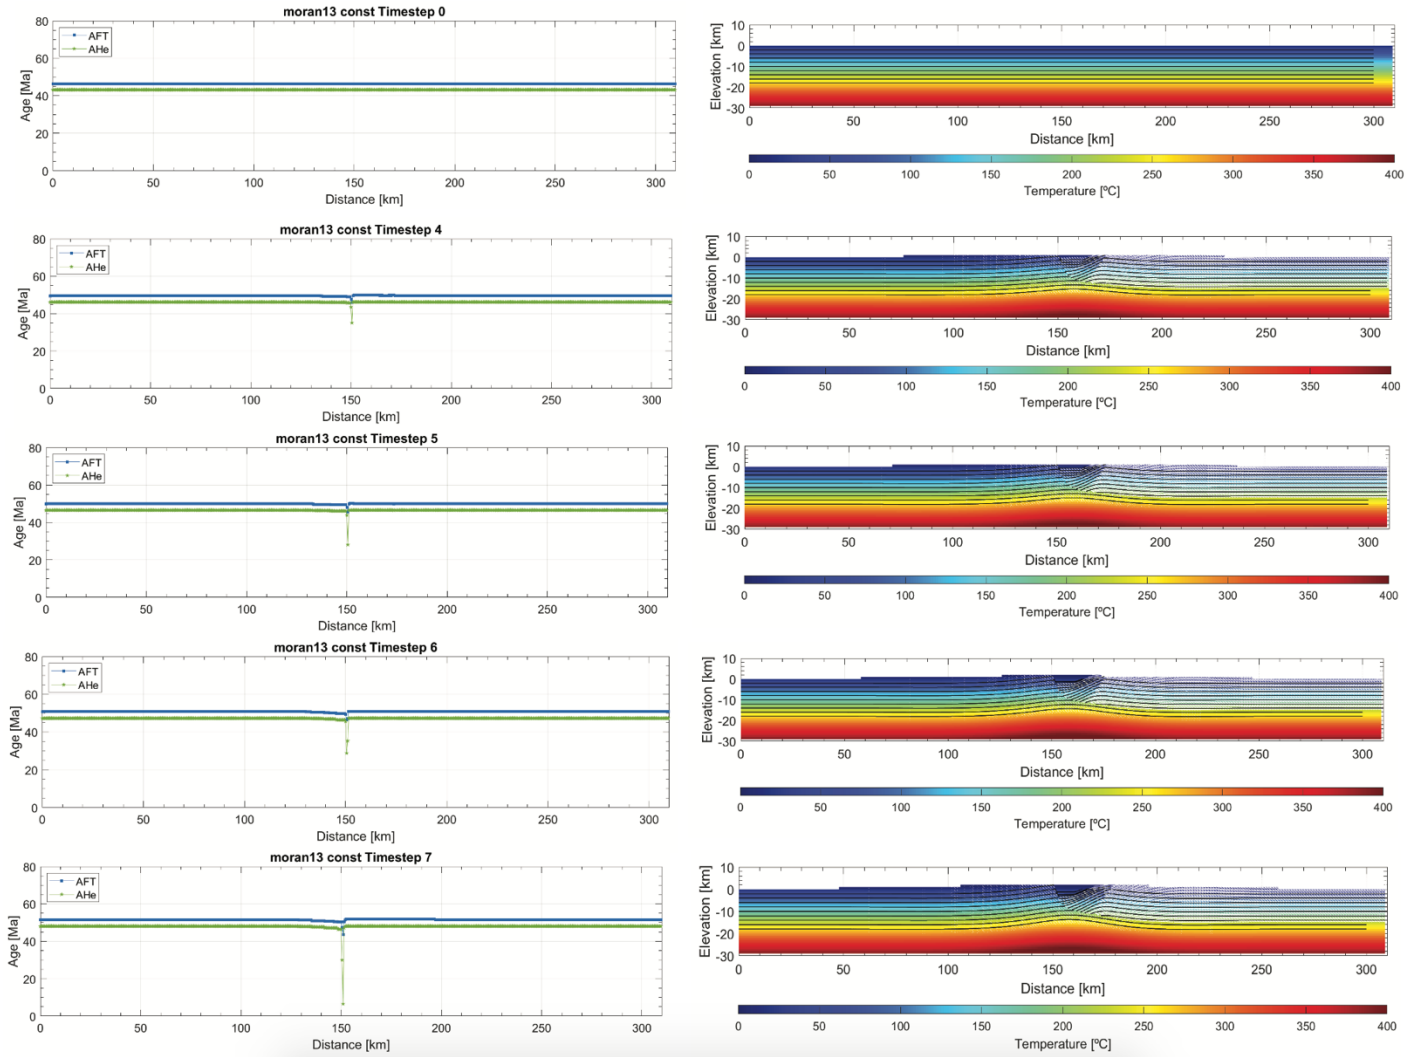 moran13 const Timestep 0
80
60
40
20
0
Age [Ma]
AFT
AHe
0 50 100 150 200 250 300
Distance [km]
10
0
-10
-20
-30
Elevation [km]
0 50 100 150 200 250 300
Distance [km]
0 50 100 150 200 250 300 350 400
Temperature [ºC]
moran13 const Timestep 4
80
60
40
20
0
Age [Ma]
AFT
AHe
0 50 100 150 200 250 300
Distance [km]
10
0
-10
-20
-30
Elevation [km]
0 50 100 150 200 250 300
Distance [km]
0 50 100 150 200 250 300 350 400
Temperature [ºC]
moran13 const Timestep 5
80
60
40
20
0
Age [Ma]
AFT
AHe
0 50 100 150 200 250 300
Distance [km]
10
0
-10
-20
-30
Elevation [km]
0 50 100 150 200 250 300
Distance [km]
0 50 100 150 200 250 300 350 400
Temperature [ºC]
moran13 const Timestep 6
80
60
40
20
0
Age [Ma]
AFT
AHe
0 50 100 150 200 250 300
Distance [km]
10
0
-10
-20
-30
Elevation [km]
0 50 100 150 200 250 300
Distance [km]
0 50 100 150 200 250 300 350 400
Temperature [ºC]
moran13 const Timestep 7
80
60
40
20
0
Age [Ma]
AFT
AHe
0 50 100 150 200 250 300
Distance [km]
10
0
-10
-20
-30
Elevation [km]
0 50 100 150 200 250 300
Distance [km]
0 50 100 150 200 250 300 350 400
Temperature [ºC]